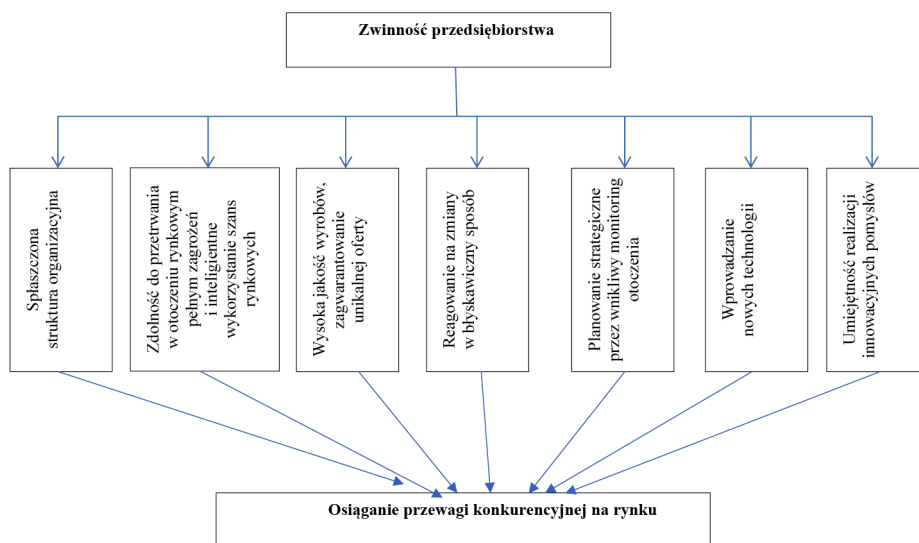 Zwinność przedsiębiorstwa
Spłaszczona
struktura organizacyjna
Zdolność do przetrwania
w otoczeniu rynkowym
pełnym zagrożeń
i inteligientne
wykorzystanie szans
rynkowych
Wysoka jakość wyrobów,
zagwarantowanie
unikalnej oferty
Reagowanie na zmiany
w błyskawiczny sposób
Planowanie strategiczne
przez wnikliwy monitoring
otoczenia
Wprowadzanie
nowych technologii
Umiejętność realizacji
innowacyjnych pomysłów
Osiąganie przewagi konkurencyjnej na rynku